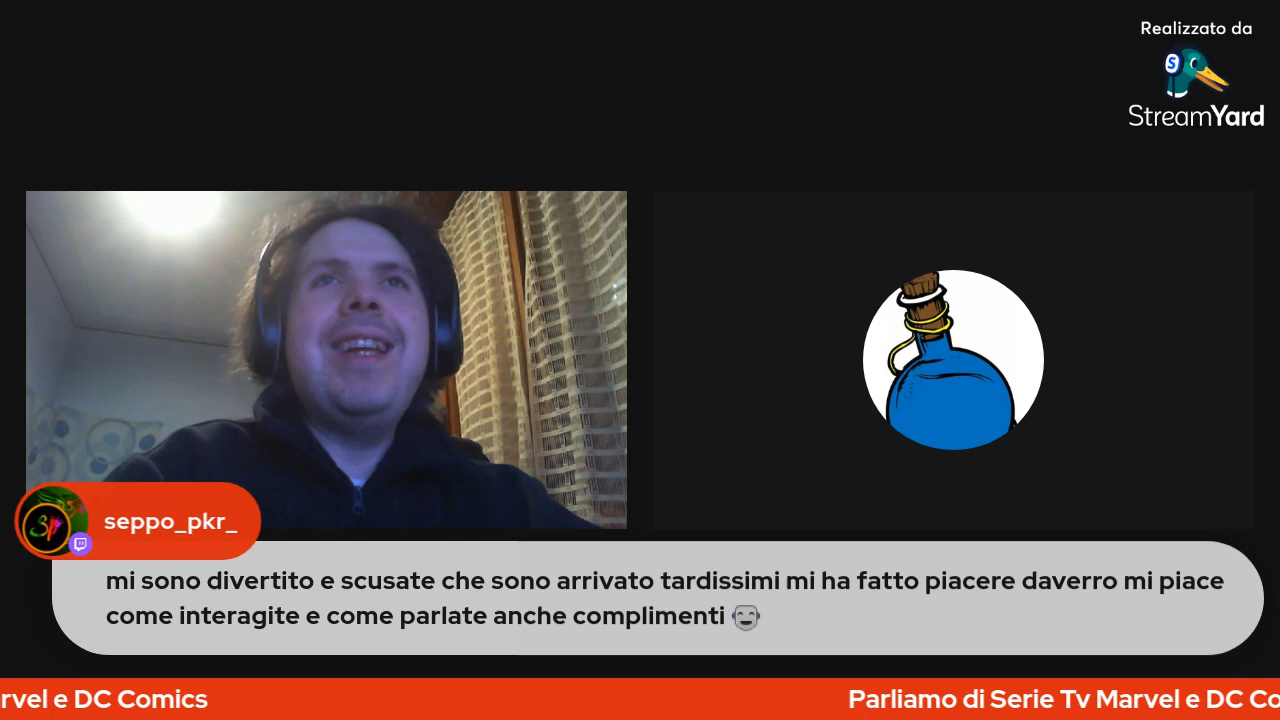 Realizzato da
S
StreamYard
3p
seppo_pkr_
mi sono divertito e scusate che sono arrivato tardissimi mi ha fatto piacere daverro mi piace
come interagite e come parlate anche complimenti
rvel e DC Comics
Parliamo di Serie Tv Marvel e DC Co